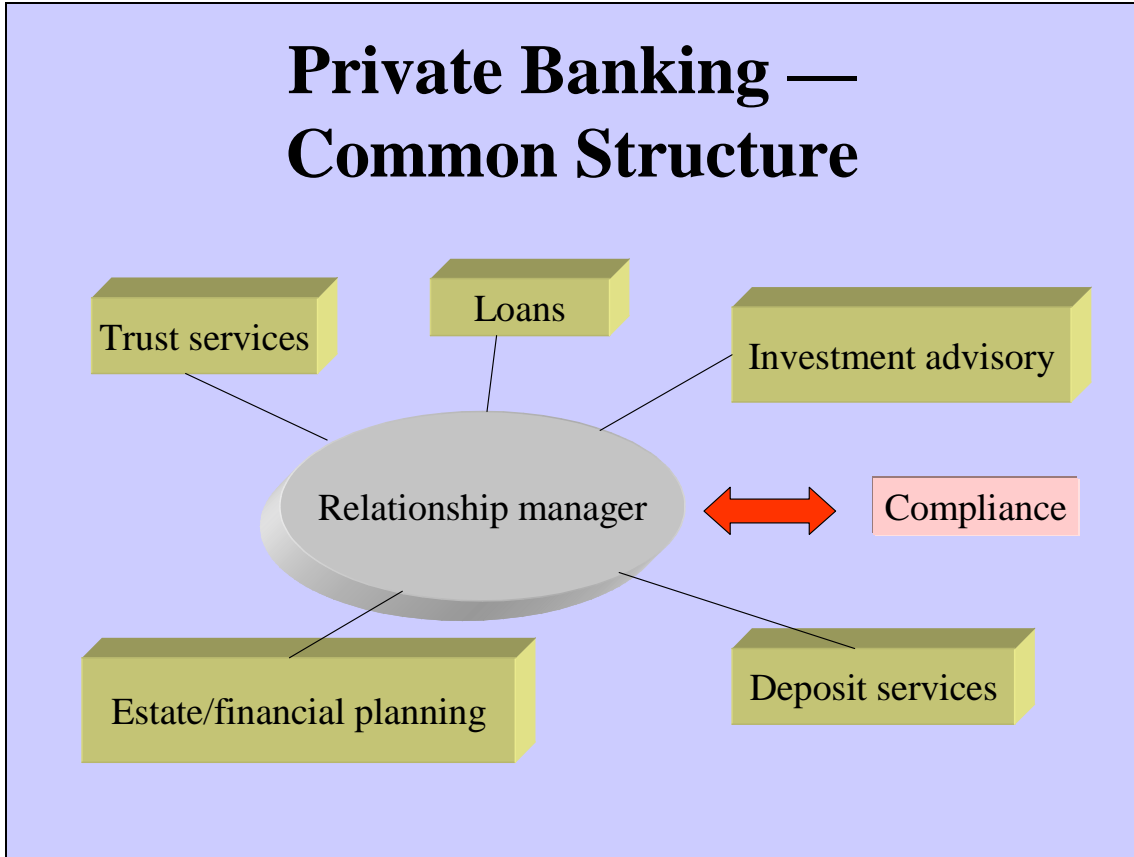 Private Banking —
Common Structure
Trust services
Loans
Investment advisory
Relationship manager
Compliance
Estate/financial planning
Deposit services